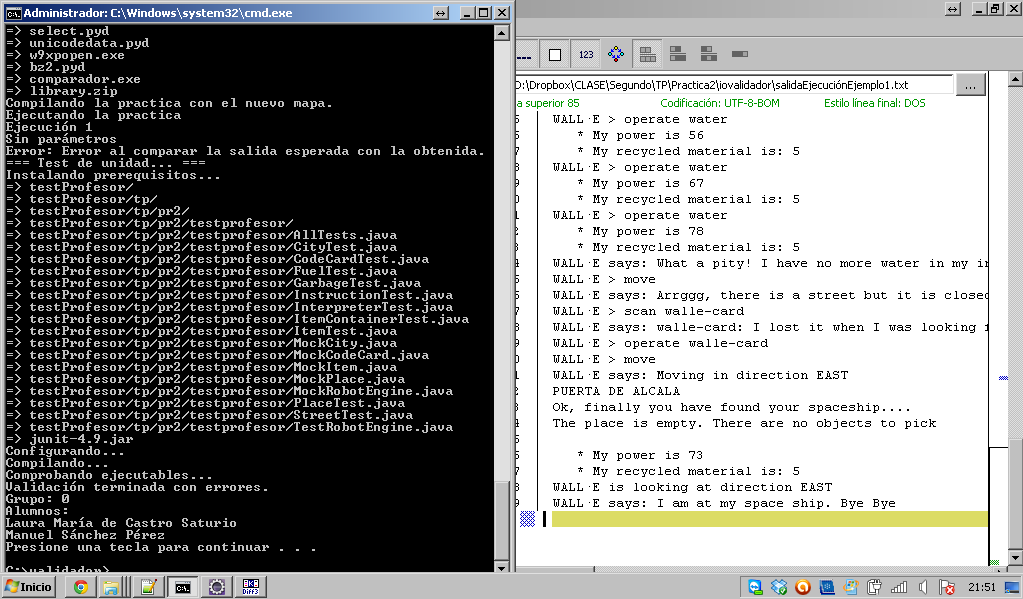 Administrador: C:\Windows\system32\cmd.exe
=> select.pyd
=> unicodedata.pyd
=> w9xpopen.exe
=> bz2.pyd
=> comparador.exe
=> library.zip
Compilando la practica con el nuevo mapa.
Ejecutando la practica
Ejecución 1
Sin parámetros
Error: Error al comparar la salida esperada con la obtenida.
=== Test de unidad... ===
Instalando prerequisitos...
=> testProfesor/
=> testProfesor/tp/
=> testProfesor/tp/pr2/
=> testProfesor/tp/pr2/testprofesor/
=> testProfesor/tp/pr2/testprofesor/AllTests.java
=> testProfesor/tp/pr2/testprofesor/CityTest.java
=> testProfesor/tp/pr2/testprofesor/CodeCardTest.java
=> testProfesor/tp/pr2/testprofesor/FuelTest.java
=> testProfesor/tp/pr2/testprofesor/GarbageTest.java
=> testProfesor/tp/pr2/testprofesor/InstructionTest.java
=> testProfesor/tp/pr2/testprofesor/InterpreterTest.java
=> testProfesor/tp/pr2/testprofesor/ItemContainerTest.java
=> testProfesor/tp/pr2/testprofesor/ItemTest.java
=> testProfesor/tp/pr2/testprofesor/MockCity.java
=> testProfesor/tp/pr2/testprofesor/MockCodeCard.java
=> testProfesor/tp/pr2/testprofesor/MockItem.java
=> testProfesor/tp/pr2/testprofesor/MockPlace.java
=> testProfesor/tp/pr2/testprofesor/MockRobotEngine.java
=> testProfesor/tp/pr2/testprofesor/PlaceTest.java
=> testProfesor/tp/pr2/testprofesor/StreetTest.java
=> testProfesor/tp/pr2/testprofesor/TestRobotEngine.java
=> junit-4.9.jar
Configurando...
Compilando...
Comprobando ejecutables...
Validación terminada con errores.
Grupo: 0
Alumnos:
Laura María de Castro Saturio
Manuel Sánchez Pérez
Presione una tecla para continuar . . .
C:\validador>
123
D:\Dropbox\CLASE\Segundo\TP\Practica2\iovalidador\salidaEjecuciónEjemplo1.txt
...
a superior 85 Codificación: UTF-8-BOM Estilo línea final: DOS
WALL·E > operate water
* My power is 56
* My recycled material is: 5
WALL·E > operate water
* My power is 67
* My recycled material is: 5
WALL·E > operate water
* My power is 78
* My recycled material is: 5
WALL·E says: What a pity! I have no more water in my in
WALL·E > move
WALL·E says: Arrggg, there is a street but it is closed
WALL·E > scan walle-card
WALL·E says: walle-card: I lost it when I was looking
WALL·E > operate walle-card
WALL·E > move
WALL·E says: Moving in direction EAST
PUERTA DE ALCALA
Ok, finally you have found your spaceship....
The place is empty. There are no objects to pick
* My power is 73
* My recycled material is: 5
WALL·E is looking at direction EAST
WALL·E says: I am at my space ship. Bye Bye
Inicio
21:51